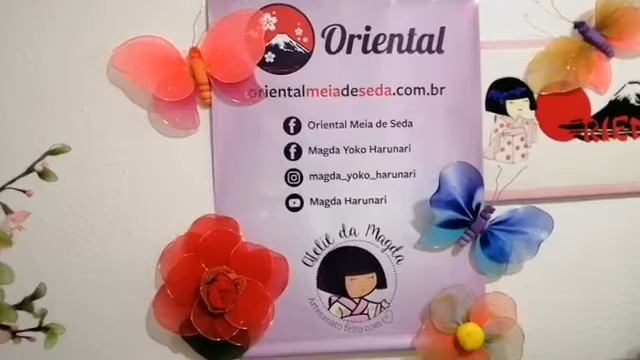 Oriental
orientalmeiadeseda.com.br
Oriental Meia de Seda
Magda Yoko Harunari
magda_yoko_harunari
Magda Harunari
Ateliê da Magda
Artesanato feito com